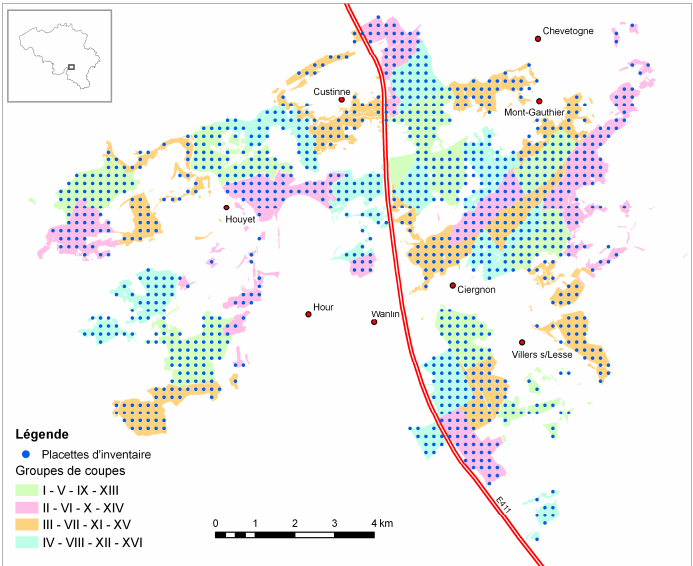 Chevetogne
Custinne
Mont-Gauthier
Houyet
Ciergnon
Hour
Wanlin
Villers s/Lesse
E411
Légende
Placettes d'inventaire
Groupes de coupes
I - V - IX - XIII
II - VI - X - XIV
III - VII - XI - XV
IV - VIII - XII - XVI
0 1 2 3 4 km